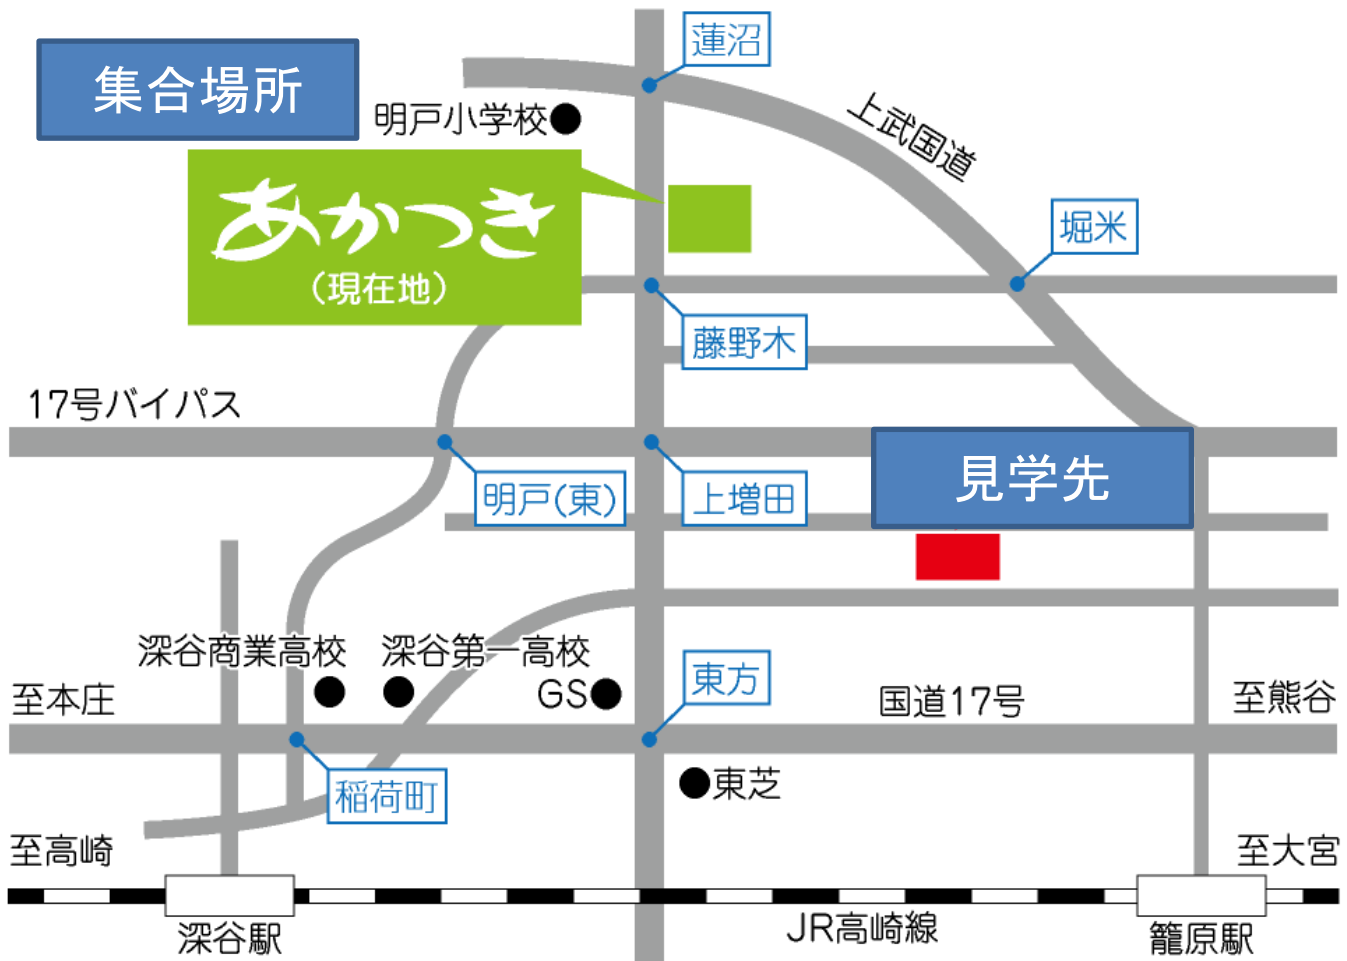 蓮沼
集合場所
明戸小学校
上武国道
あかつき
(現在地)
堀米
藤野木
17号バイパス
見学先
明戸(東)
上増田
深谷商業高校
深谷第一高校
東方
GS
至本庄
国道17号
至熊谷
稲荷町
東芝
至高崎
至大宮
JR高崎線
深谷駅
籠原駅